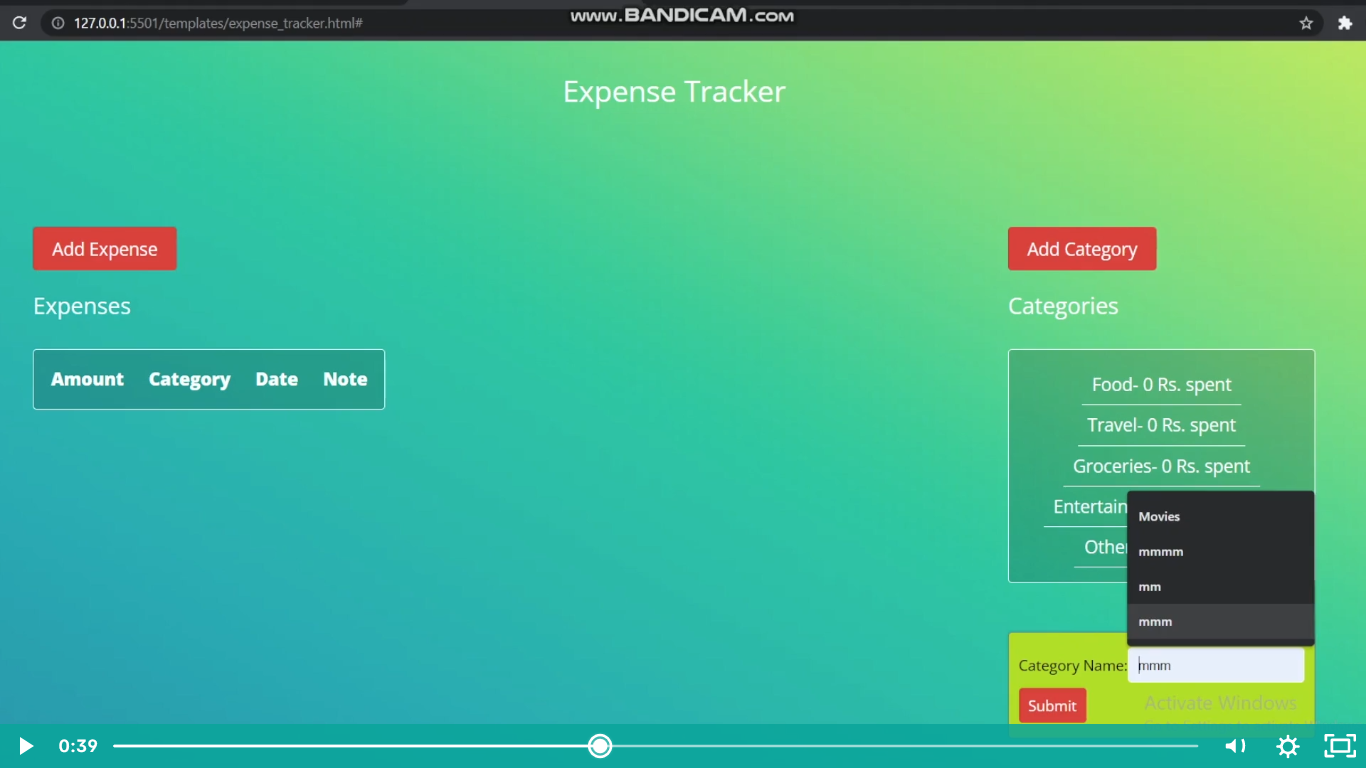 www.BANDICAM.com
127.0.0.1:5501/templates/expense_tracker.html#
Expense Tracker
Add Expense
Add Category
Expenses
Categories
Amount Category Date Note
Food- 0 Rs. spent
Travel- 0 Rs. spent
Groceries- 0 Rs. spent
Entertain
Other
Movies
mmmm
mm
mmm
Category Name: mmm
Submit
Activate Windows
0:39